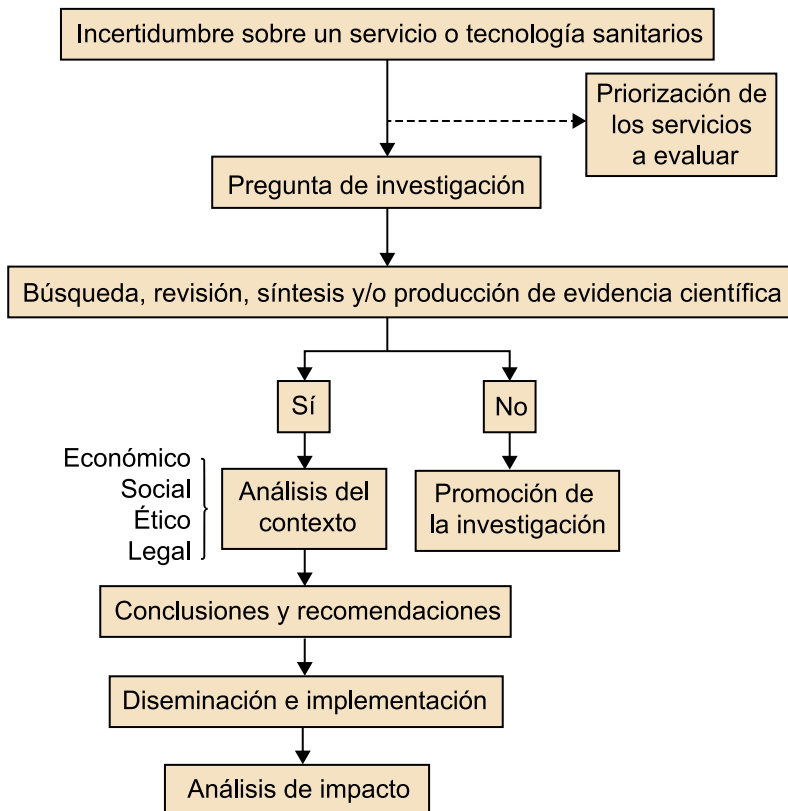 Incertidumbre sobre un servicio o tecnología sanitarios
Priorización de
los servicios
a evaluar
Pregunta de investigación
Búsqueda, revisión, síntesis y/o producción de evidencia científica
Sí
No
Económico
Social
Ético
Legal
Análisis del
contexto
Promoción de
la investigación
Conclusiones y recomendaciones
Diseminación e implementación
Análisis de impacto